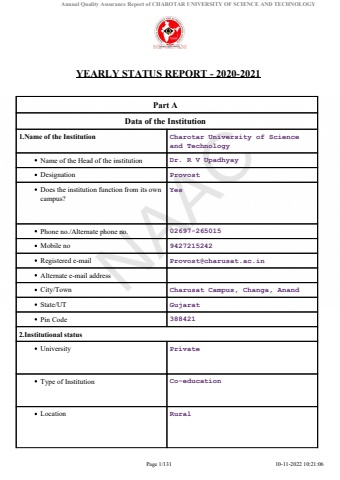 Annual Quality Assurance Report of CHAROTAR UNIVERSITY OF SCIENCE AND TECHNOLOGY
YEARLY STATUS REPORT - 2020-2021
Part A
Data of the Institution
1.Name of the Institution Charotar University of Science
and Technology
• Name of the Head of the institution Dr. R V Upadhyay
• Designation Provost
• Does the institution function from its own Yes
campus?
• Phone no./Alternate phone no. 02697-265015
• Mobile no 9427215242
• Registered e-mail Provost@charusat.ac.in
• Alternate e-mail address
• City/Town Charusat Campus, Changa, Anand
• State/UT Gujarat
• Pin Code 388421
2.Institutional status
• University Private
• Type of Institution Co-education
• Location Rural
NAAC
Page 1/131 10-11-2022 10:21:06